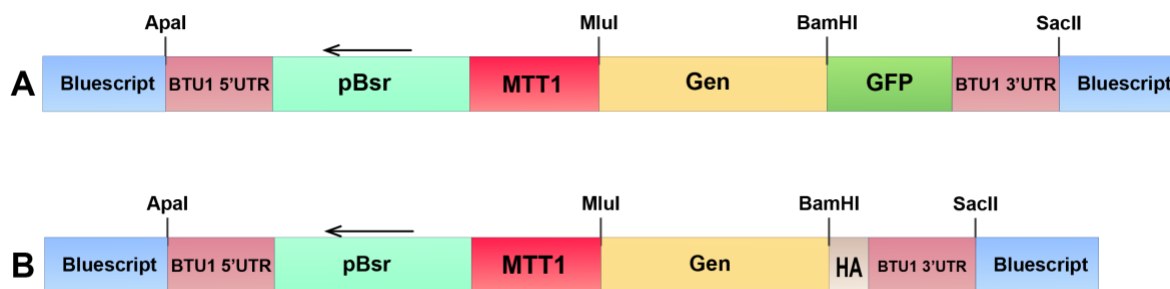 ApaI MluI BamHI SacII
A Bluescript BTU1 5'UTR pBsr MTT1 Gen GFP BTU1 3'UTR Bluescript
ApaI MluI BamHI SacII
B Bluescript BTU1 5'UTR pBsr MTT1 Gen HA BTU1 3'UTR Bluescript